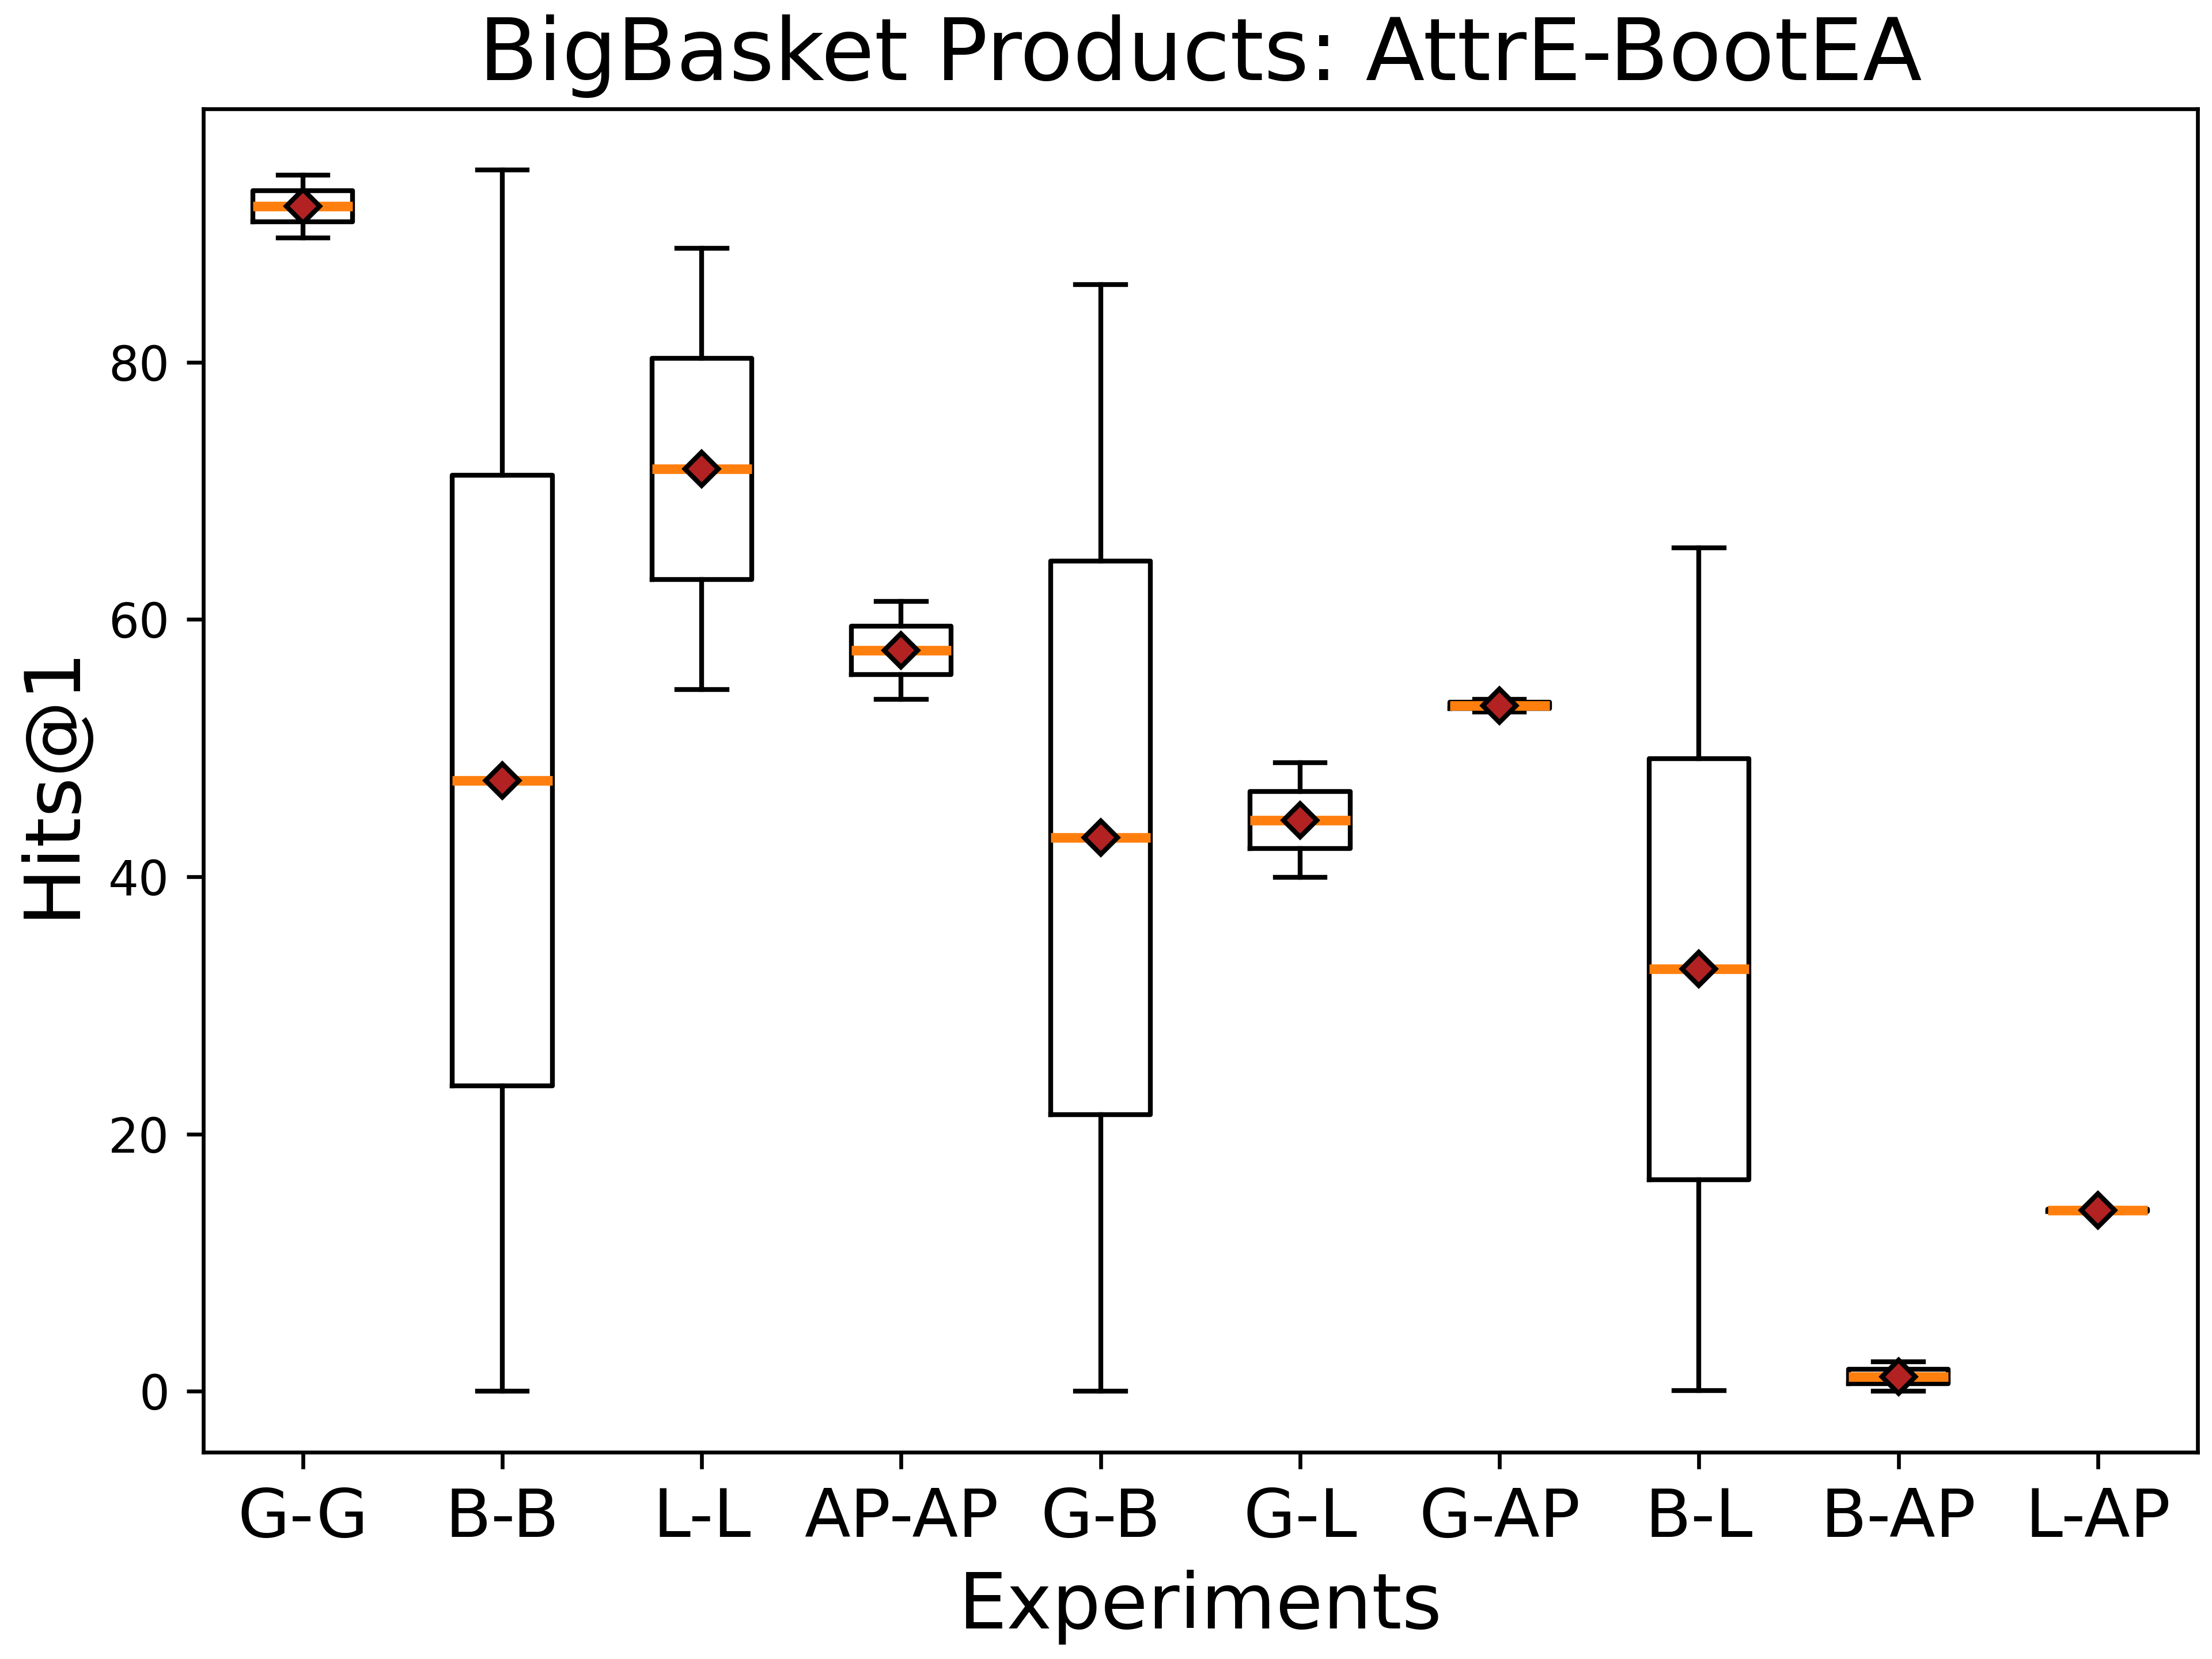 BigBasket Products: AttrE-BootEA
Hits@1
80
60
40
20
0
G-G B-B L-L AP-AP G-B G-L G-AP B-L B-AP L-AP
Experiments